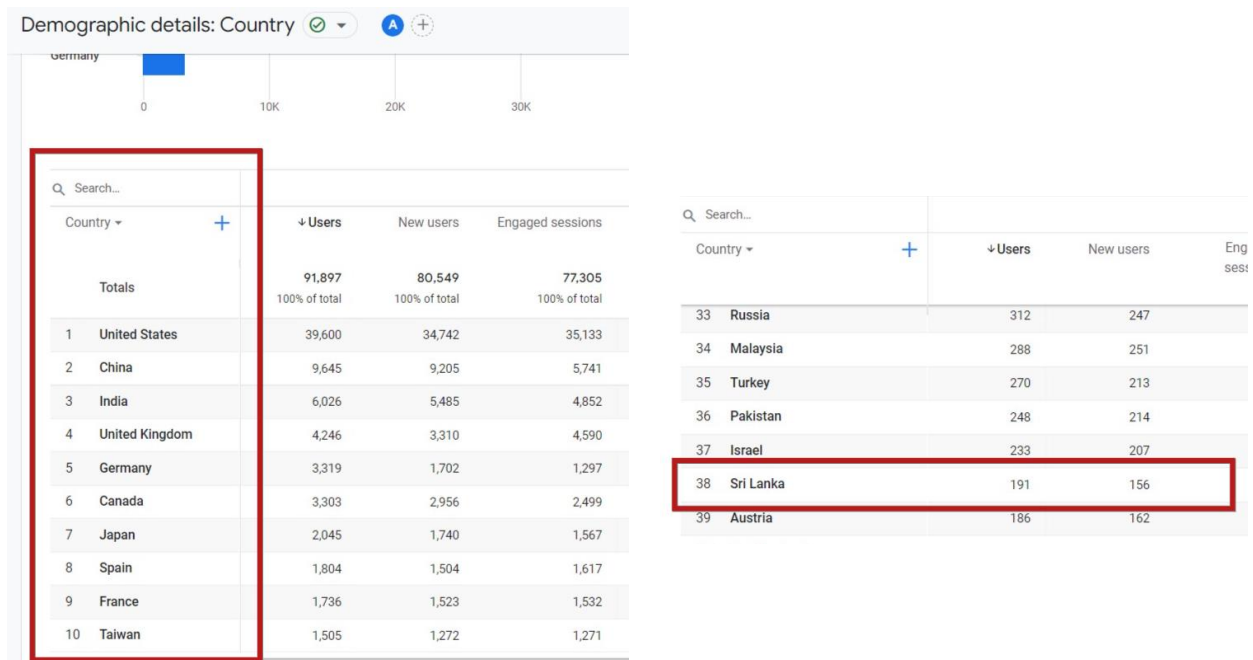 Demographic details: Country
A
Germany
0 10K 20K 30K
Search...
Country Users New users Engaged sessions
Totals 91,897 80,549 77,305
100% of total 100% of total 100% of total
1 United States 39,600 34,742 35,133
2 China 9,645 9,205 5,741
3 India 6,026 5,485 4,852
4 United Kingdom 4,246 3,310 4,590
5 Germany 3,319 1,702 1,297
6 Canada 3,303 2,956 2,499
7 Japan 2,045 1,740 1,567
8 Spain 1,804 1,504 1,617
9 France 1,736 1,523 1,532
10 Taiwan 1,505 1,272 1,271
Search...
Country Users New users Eng
sess
33 Russia 312 247
34 Malaysia 288 251
35 Turkey 270 213
36 Pakistan 248 214
37 Israel 233 207
38 Sri Lanka 191 156
39 Austria 186 162